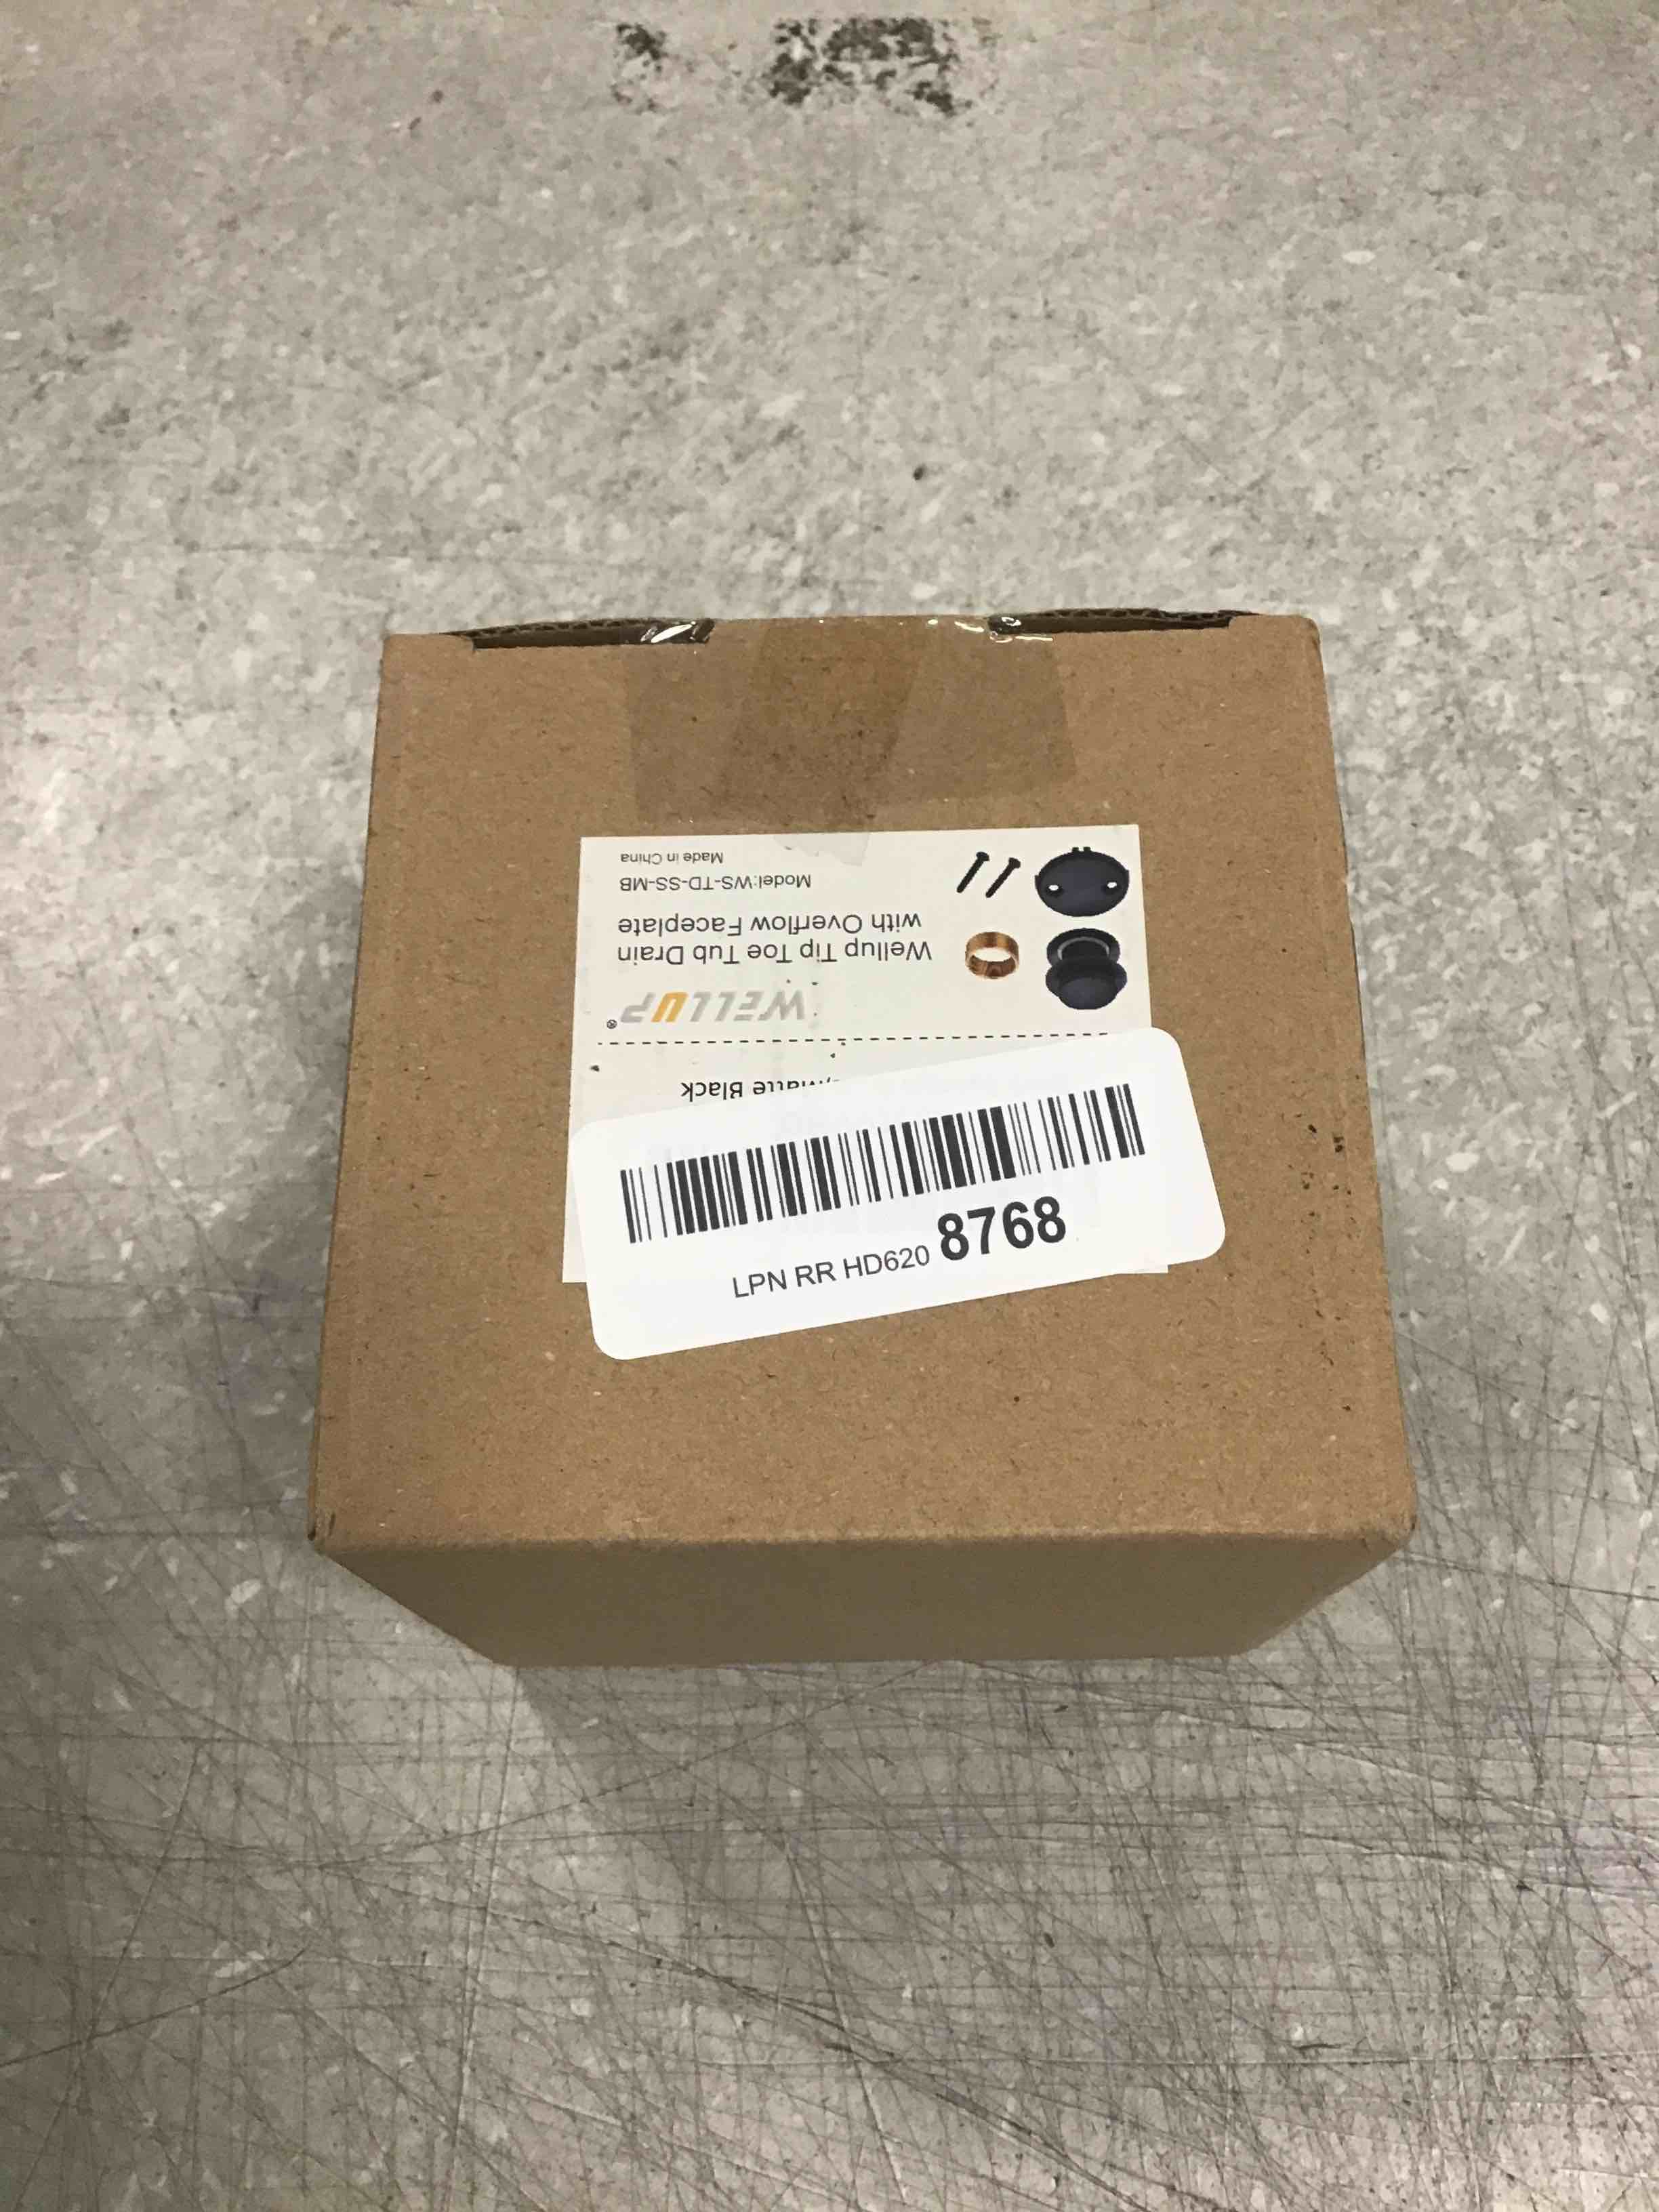 Matte Black
WELLUP®
Wellup Tip Toe Tub Drain
with Overflow Faceplate
Model:WS-TD-SS-MB
Made in China
LPN RR HD620 8768